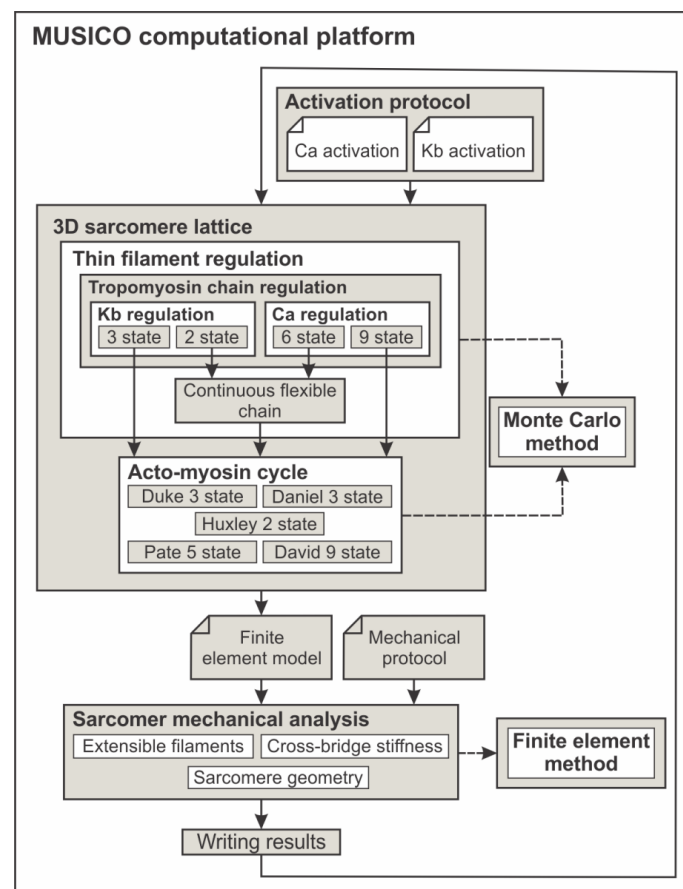 MUSICO computational platform
Activation protocol
Ca activation
Kb activation
3D sarcomere lattice
Thin filament regulation
Tropomyosin chain regulation
Kb regulation
Ca regulation
3 state
2 state
6 state
9 state
Continuous flexible
chain
Monte Carlo
method
Acto-myosin cycle
Duke 3 state
Daniel 3 state
Huxley 2 state
Pate 5 state
David 9 state
Finite
element model
Mechanical
protocol
Sarcomer mechanical analysis
Extensible filaments
Cross-bridge stiffness
Sarcomere geometry
Finite element
method
Writing results